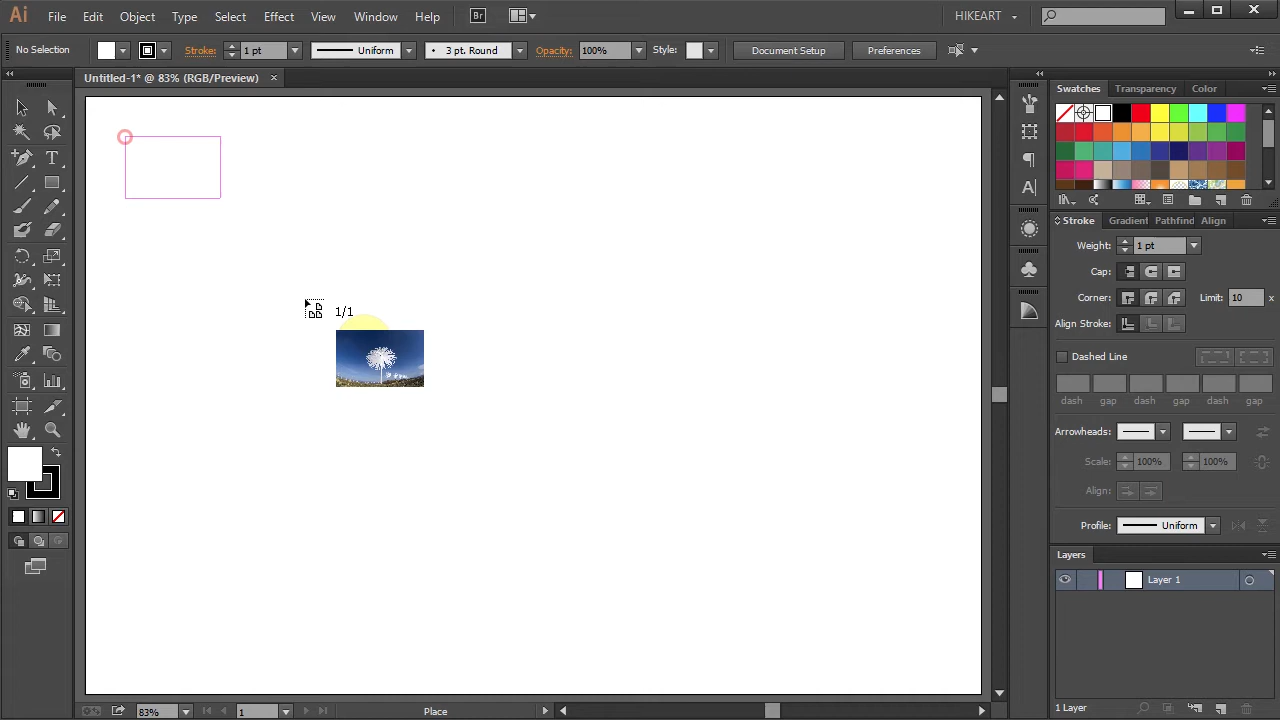 Ai File Edit Object Type Select Effect View Window Help Br HIKEART
No Selection Stroke: 1 pt Uniform 3 pt. Round Opacity: 100% Style: Document Setup Preferences
Untitled-1* @ 83% (RGB/Preview) ×
Swatches Transparency Color
Stroke Gradient Pathfind Align
Weight: 1 pt
Cap:
Corner: Limit: 10
Align Stroke:
Dashed Line
dash gap dash gap dash gap
Arrowheads:
Scale: 100% 100%
Align:
Profile: Uniform
Layers
Layer 1
1 Layer
1/1
83% 1 Place